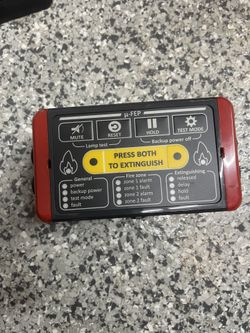 µ-FEP
MUTE RESET HOLD TEST MODE
Lamp test Backup power off
PRESS BOTH
TO EXTINGUISH
General Fire zone Extinguishing
power zone 1 alarm released
backup power zone 1 fault delay
test mode zone 2 alarm hold
fault zone 2 fault fault